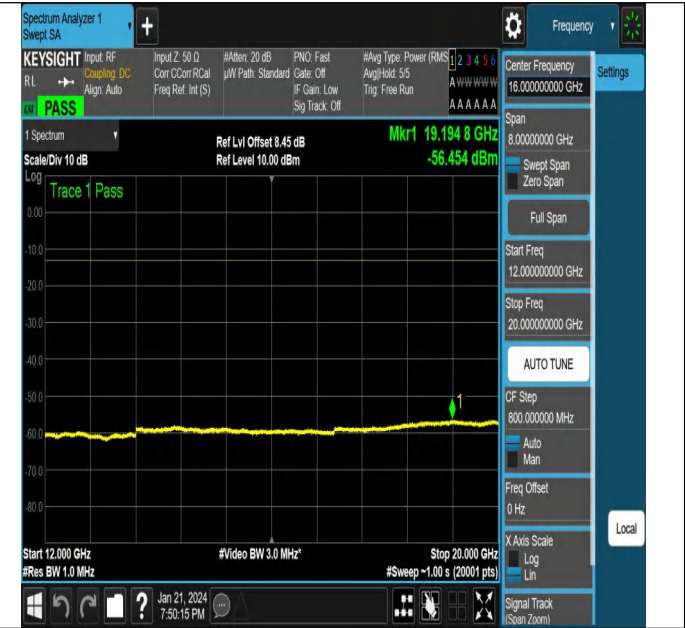 Spectrum Analyzer 1
Swept SA
+
Frequency
KEYSIGHT
RL
LXI PASS
Input: RF
Coupling: DC
Align: Auto
Input Z: 50 Ω
Corr CCorr RCal
Freq Ref: Int (S)
#Atten: 20 dB
µW Path: Standard
PNO: Fast
Gate: Off
IF Gain: Low
Sig Track: Off
#Avg Type: Power (RMS
Avg|Hold: 5/5
Trig: Free Run
1 2 3 4 5 6
A W W W W W
A A A A A A
1 Spectrum
Scale/Div 10 dB
Log
Ref Lvl Offset 8.45 dB
Ref Level 10.00 dBm
Mkr1 19.194 8 GHz
-56.454 dBm
Trace 1 Pass
0.00
-10.0
-20.0
-30.0
-40.0
-50.0
-60.0
-70.0
-80.0
1
Start 12.000 GHz
#Res BW 1.0 MHz
#Video BW 3.0 MHz*
Stop 20.000 GHz
#Sweep ~1.00 s (20001 pts)
Jan 21, 2024
7:50:15 PM
Center Frequency
16.000000000 GHz
Settings
Span
8.00000000 GHz
Swept Span
Zero Span
Full Span
Start Freq
12.000000000 GHz
Stop Freq
20.000000000 GHz
AUTO TUNE
CF Step
800.000000 MHz
Auto
Man
Freq Offset
0 Hz
X Axis Scale
Log
Lin
Local
Signal Track
(Span Zoom)